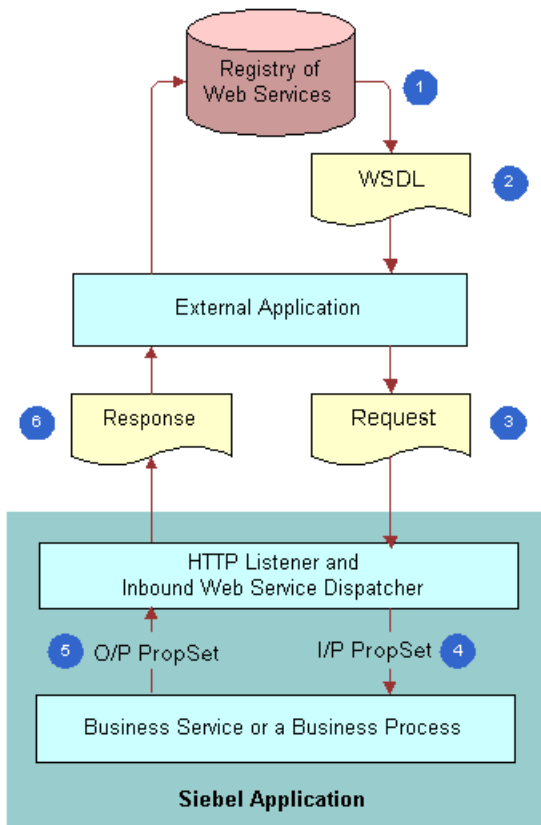 Registry of
Web Services
1
WSDL
2
External Application
6
Response
Request
3
HTTP Listener and
Inbound Web Service Dispatcher
5
O/P PropSet
I/P PropSet
4
Business Service or a Business Process
Siebel Application